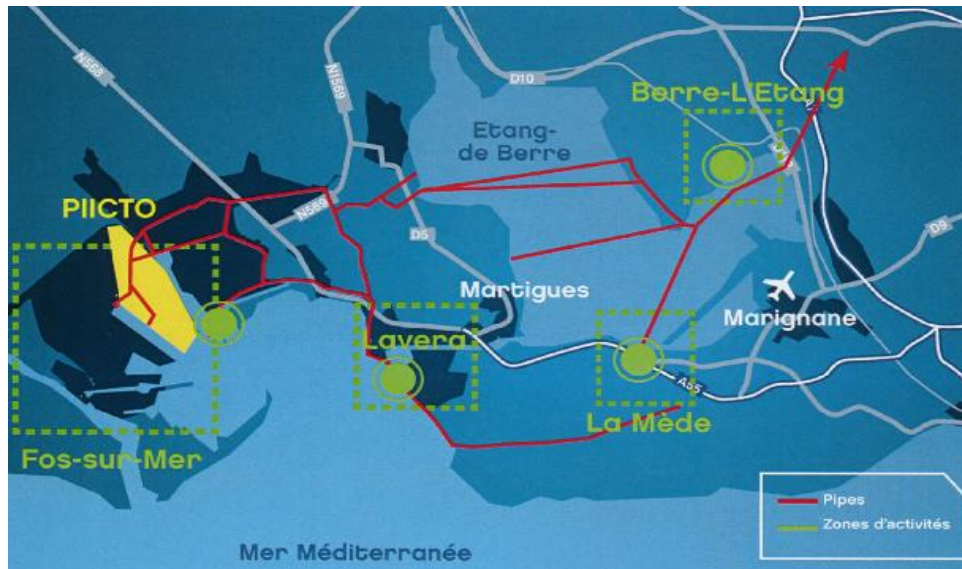 N568
N1569
D10
Berre-L'Etang
Etang-
de Berre
PIICTO
N569
D5
D9
Martigues
Marignane
Lavera
A55
La Mède
Fos-sur-Mer
Pipes
Zones d'activités
Mer Méditerranée